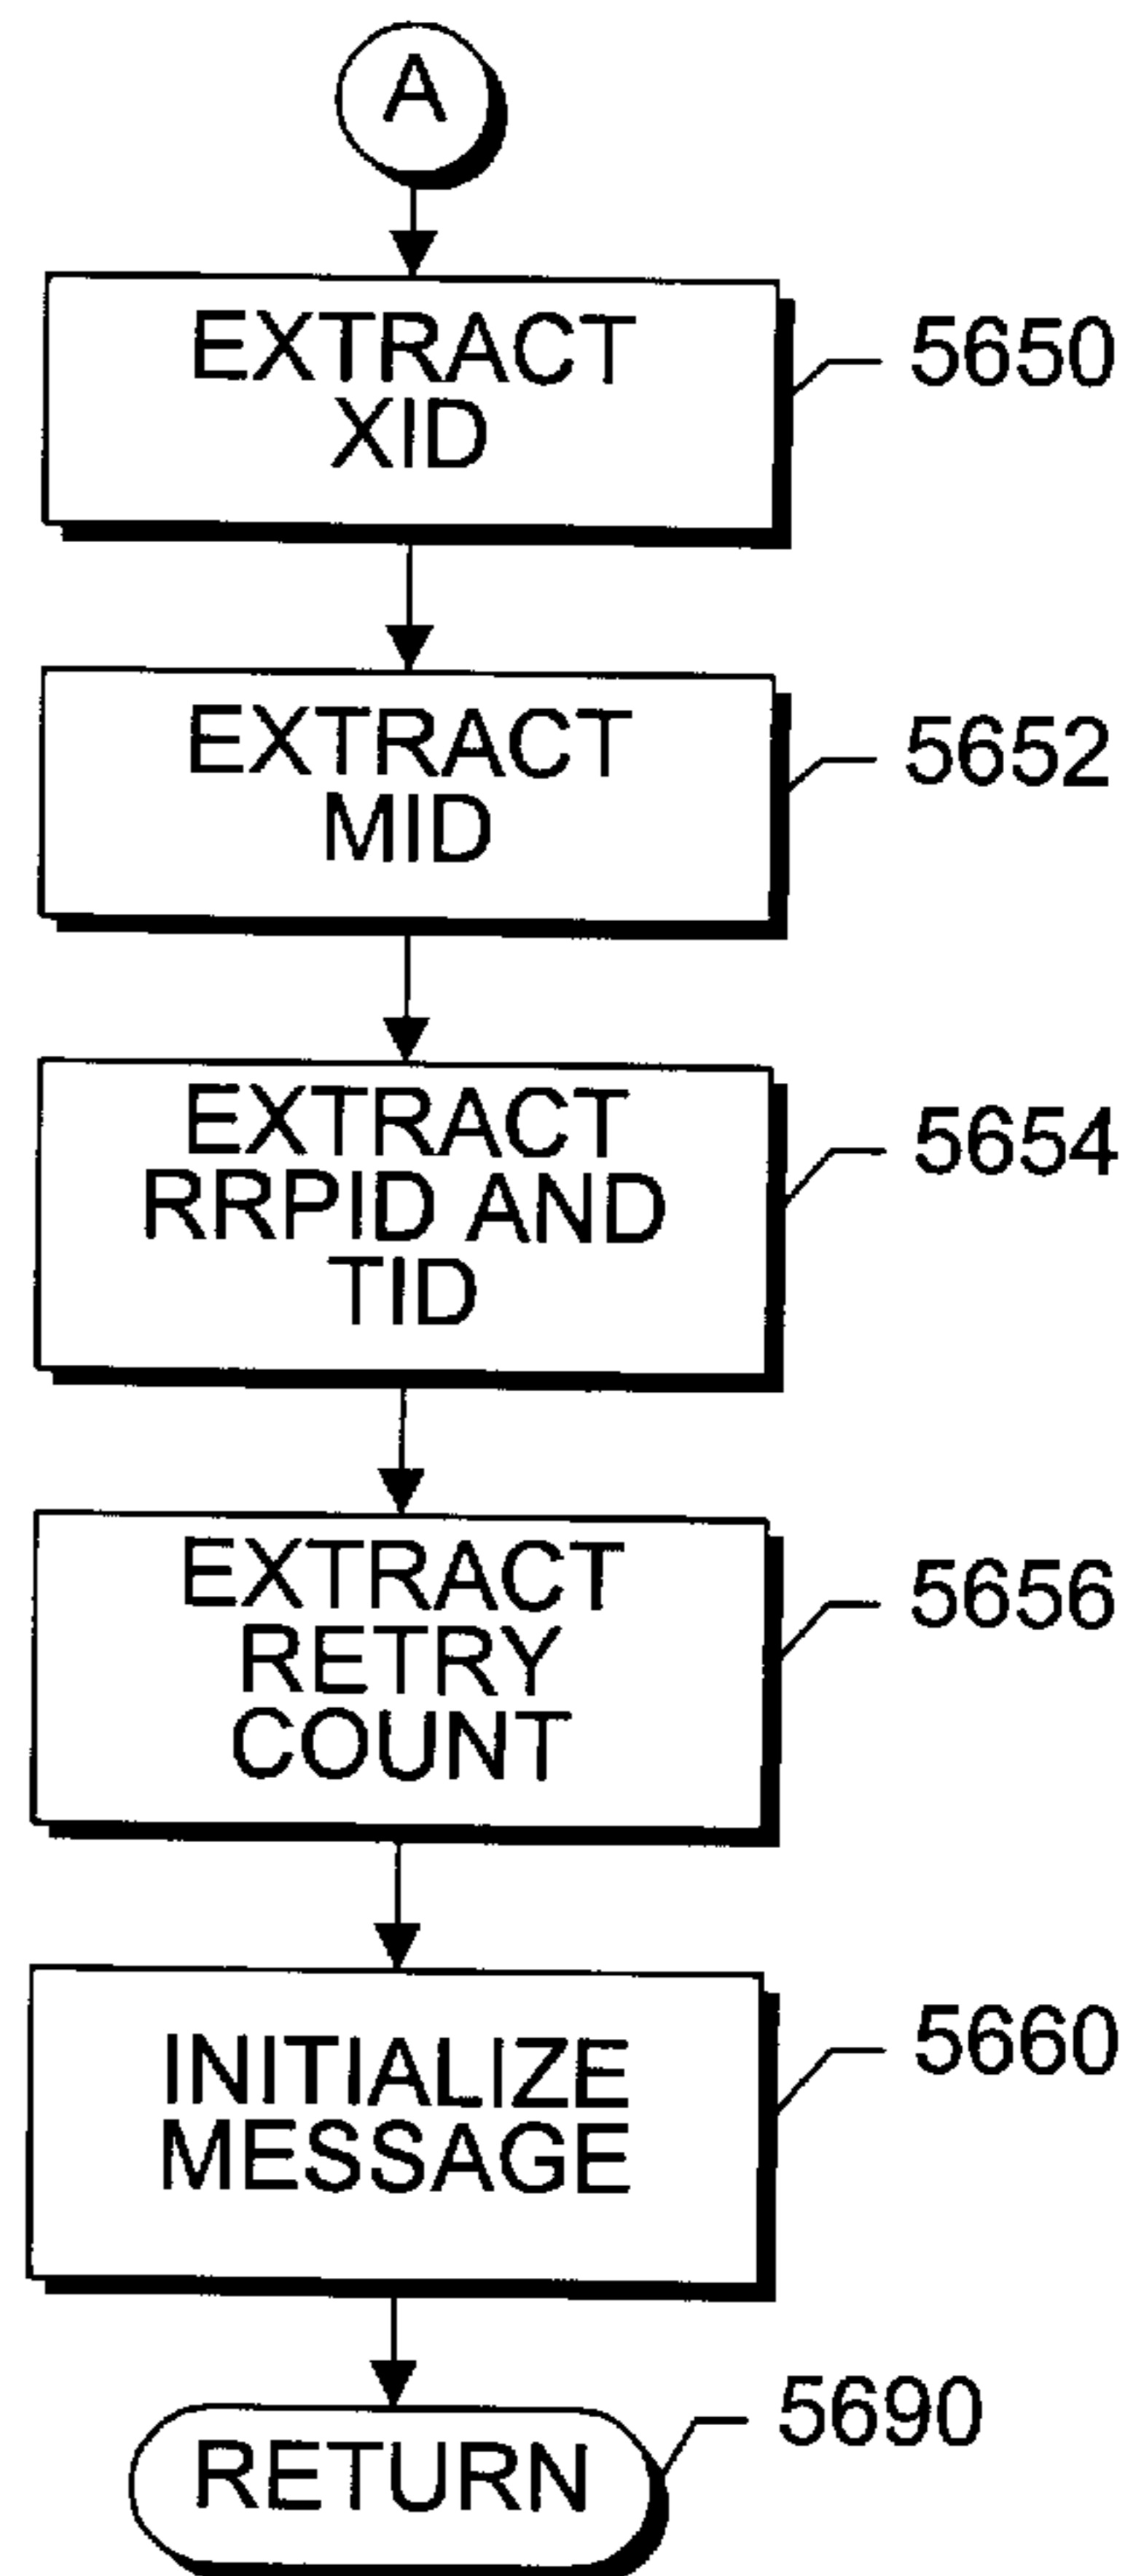 A
EXTRACT
XID
5650
EXTRACT
MID
5652
EXTRACT
RRPID AND
TID
5654
EXTRACT
RETRY
COUNT
5656
INITIALIZE
MESSAGE
5660
RETURN
5690